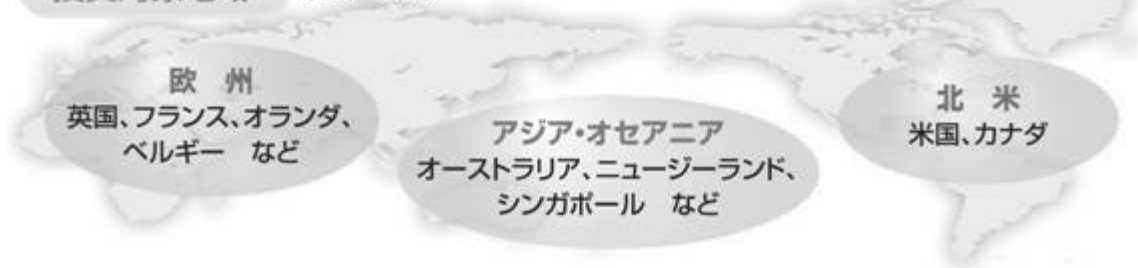 欧 州
英国、フランス、オランダ、
ベルギー など
アジア・オセアニア
オーストラリア、ニュージーランド、
シンガポール など
北 米
米国、カナダ